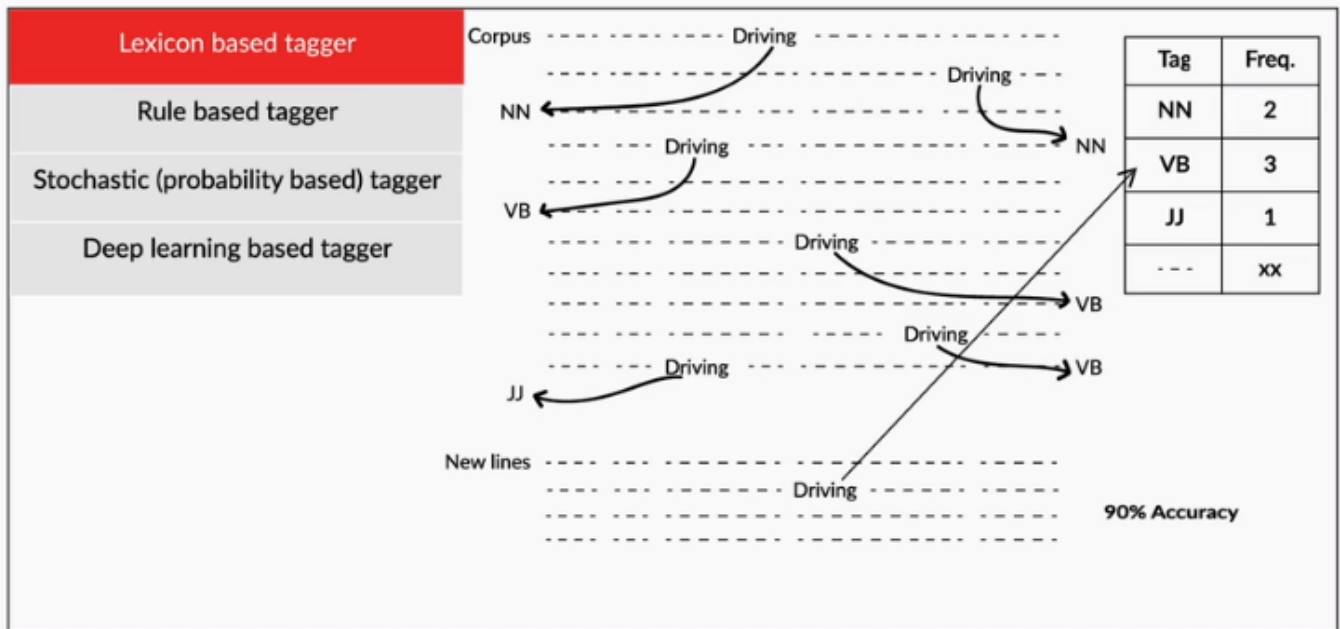 Lexicon based tagger
Rule based tagger
Stochastic (probability based) tagger
Deep learning based tagger
Corpus
Driving
Driving
NN
NN
Driving
VB
Driving
VB
Driving
VB
Driving
JJ
New lines
Driving
90% Accuracy
Tag Freq.
NN 2
VB 3
JJ 1
--- xx